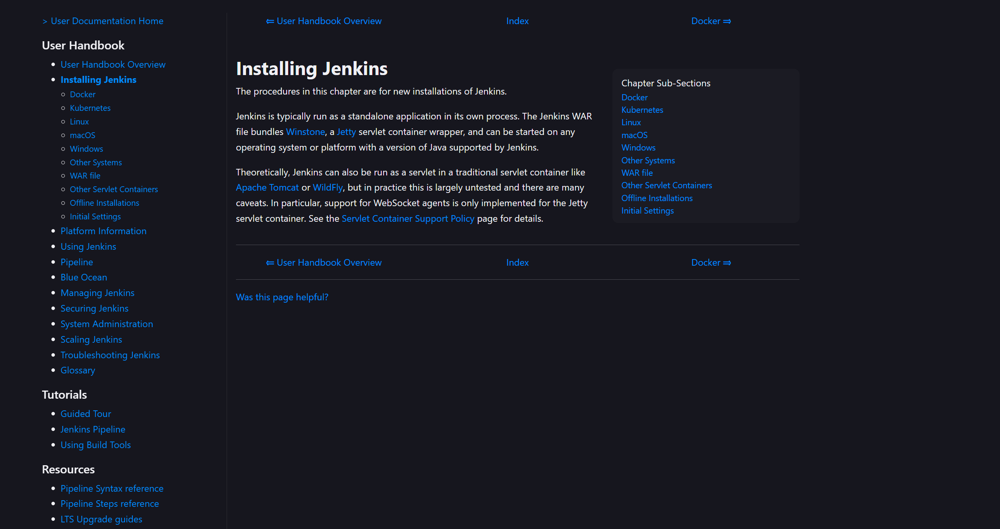 > User Documentation Home
User Handbook
User Handbook Overview
Installing Jenkins
Docker
Kubernetes
Linux
macOS
Windows
Other Systems
WAR file
Other Servlet Containers
Offline Installations
Initial Settings
Platform Information
Using Jenkins
Pipeline
Blue Ocean
Managing Jenkins
Securing Jenkins
System Administration
Scaling Jenkins
Troubleshooting Jenkins
Glossary
Tutorials
Guided Tour
Jenkins Pipeline
Using Build Tools
Resources
Pipeline Syntax reference
Pipeline Steps reference
LTS Upgrade guides
⇐ User Handbook Overview Index Docker ⇒
Installing Jenkins
The procedures in this chapter are for new installations of Jenkins.
Jenkins is typically run as a standalone application in its own process. The Jenkins WAR
file bundles Winstone, a Jetty servlet container wrapper, and can be started on any
operating system or platform with a version of Java supported by Jenkins.
Theoretically, Jenkins can also be run as a servlet in a traditional servlet container like
Apache Tomcat or WildFly, but in practice this is largely untested and there are many
caveats. In particular, support for WebSocket agents is only implemented for the Jetty
servlet container. See the Servlet Container Support Policy page for details.
Chapter Sub-Sections
Docker
Kubernetes
Linux
macOS
Windows
Other Systems
WAR file
Other Servlet Containers
Offline Installations
Initial Settings
⇐ User Handbook Overview Index Docker ⇒
Was this page helpful?